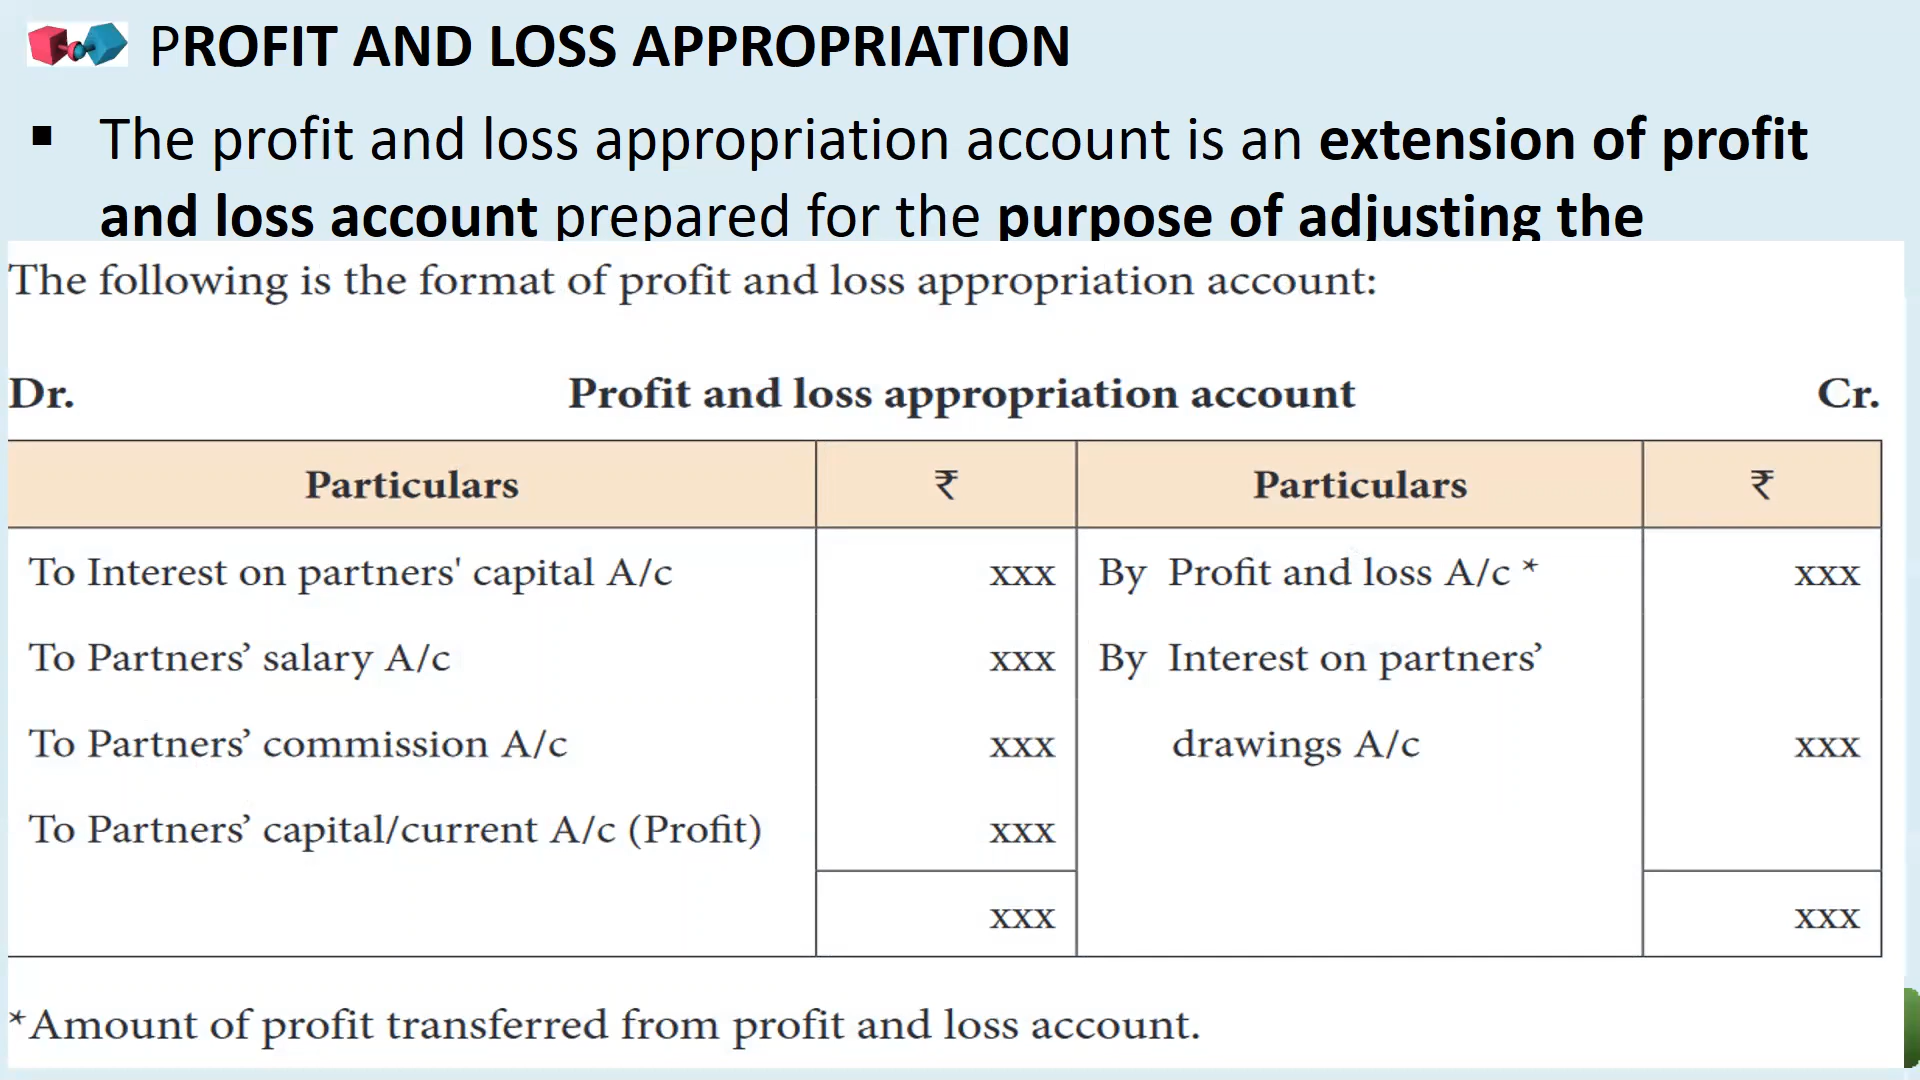 PROFIT AND LOSS APPROPRIATION
▪ The profit and loss appropriation account is an extension of profit
and loss account prepared for the purpose of adjusting the
The following is the format of profit and loss appropriation account:
Dr. Profit and loss appropriation account Cr.
Particulars ₹ Particulars ₹
To Interest on partners' capital A/c xxx By Profit and loss A/c * xxx
To Partners’ salary A/c xxx By Interest on partners’
To Partners’ commission A/c xxx drawings A/c xxx
To Partners’ capital/current A/c (Profit) xxx
xxx xxx
*Amount of profit transferred from profit and loss account.